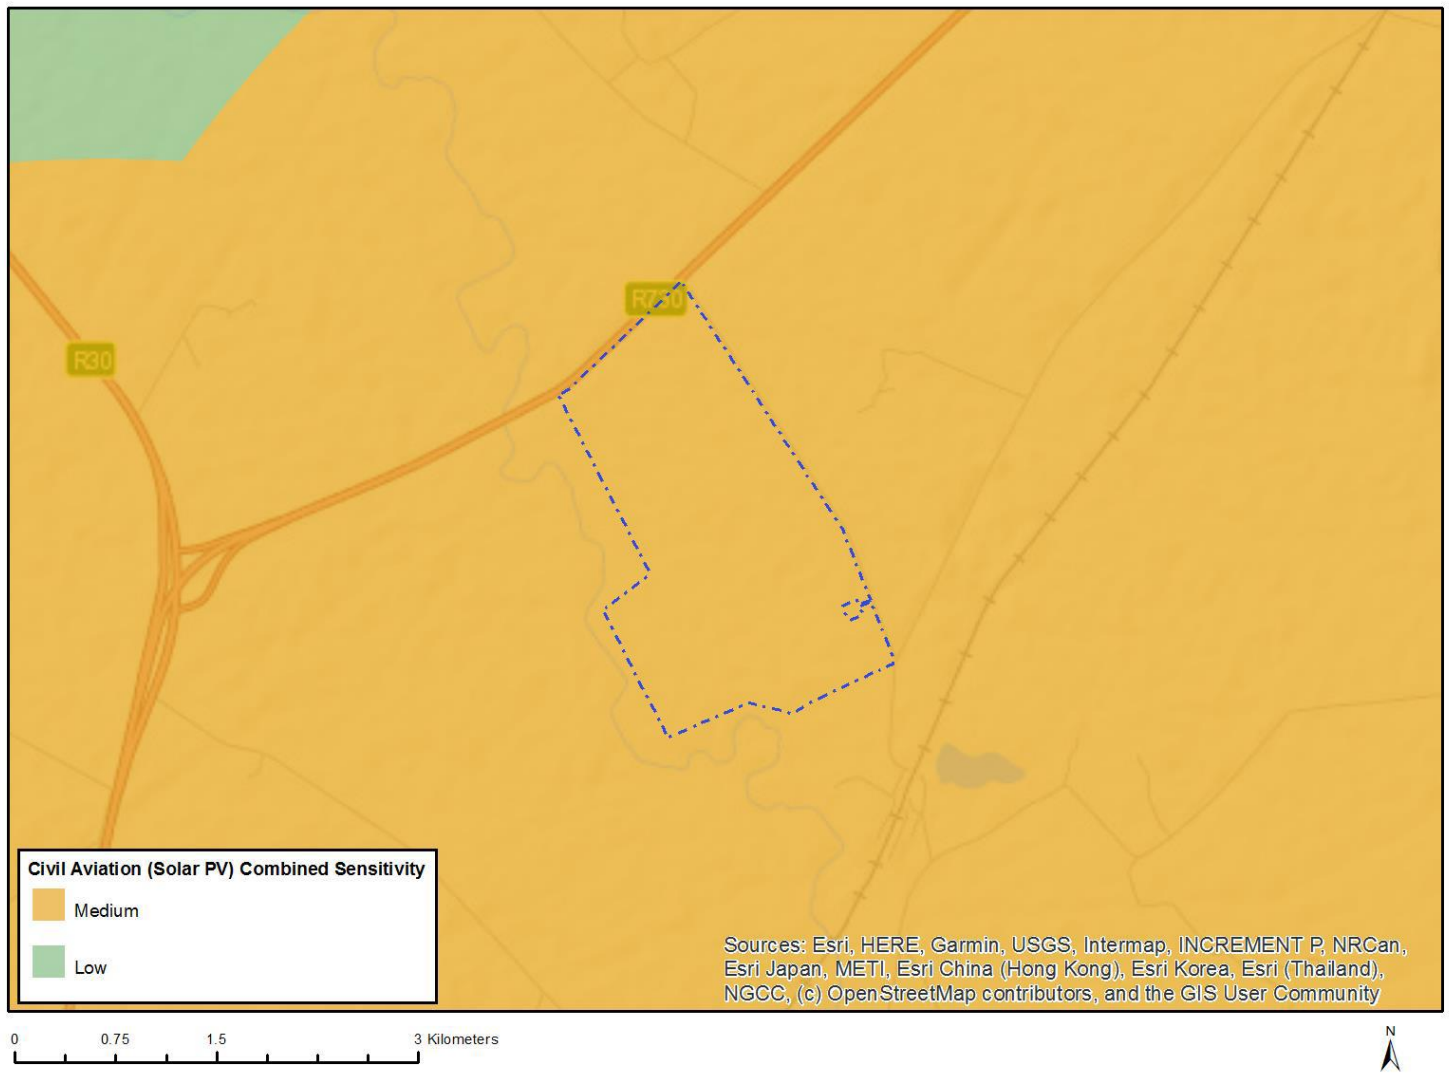 R730
R30
Civil Aviation (Solar PV) Combined Sensitivity
Medium
Low
Sources: Esri, HERE, Garmin, USGS, Intermap, INCREMENT P, NRCan,
Esri Japan, METI, Esri China (Hong Kong), Esri Korea, Esri (Thailand),
NGCC, (c) OpenStreetMap contributors, and the GIS User Community
0 0.75 1.5 3 Kilometers
N